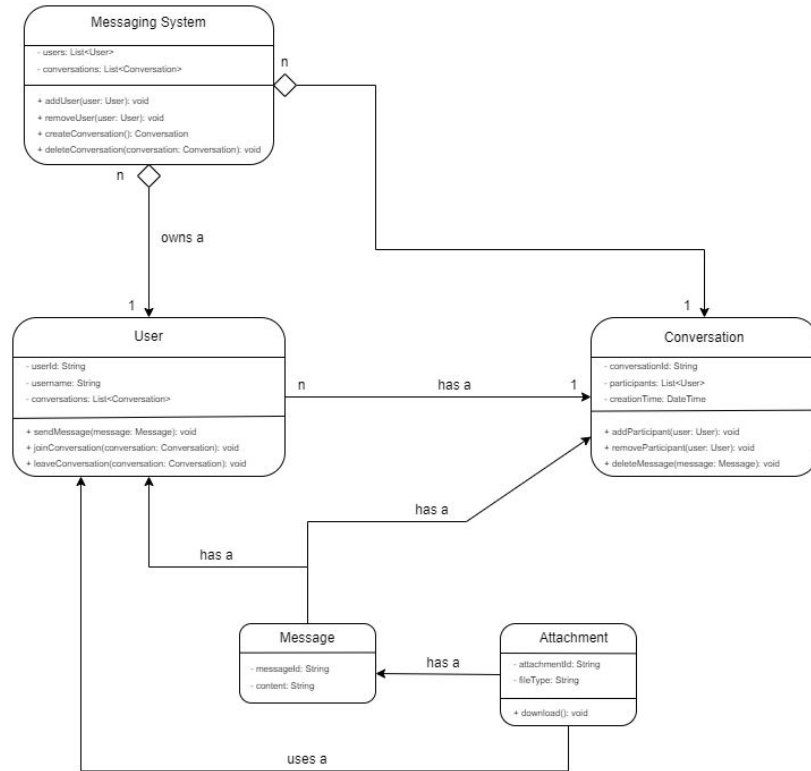 Messaging System
- users: List<User>
- conversations: List<Conversation>
+ addUser(user: User): void
+ removeUser(user: User): void
+ createConversation(): Conversation
+ deleteConversation(conversation: Conversation): void
n
n
owns a
1
1
User
- userId: String
- username: String
- conversations: List<Conversation>
+ sendMessage(message: Message): void
+ joinConversation(conversation: Conversation): void
+ leaveConversation(conversation: Conversation): void
n
has a
1
Conversation
- conversationId: String
- participants: List<User>
- creationTime: DateTime
+ addParticipant(user: User): void
+ removeParticipant(user: User): void
+ deleteMessage(message: Message): void
has a
has a
Message
- messageId: String
- content: String
has a
Attachment
- attachmentId: String
- fileType: String
+ download(): void
uses a